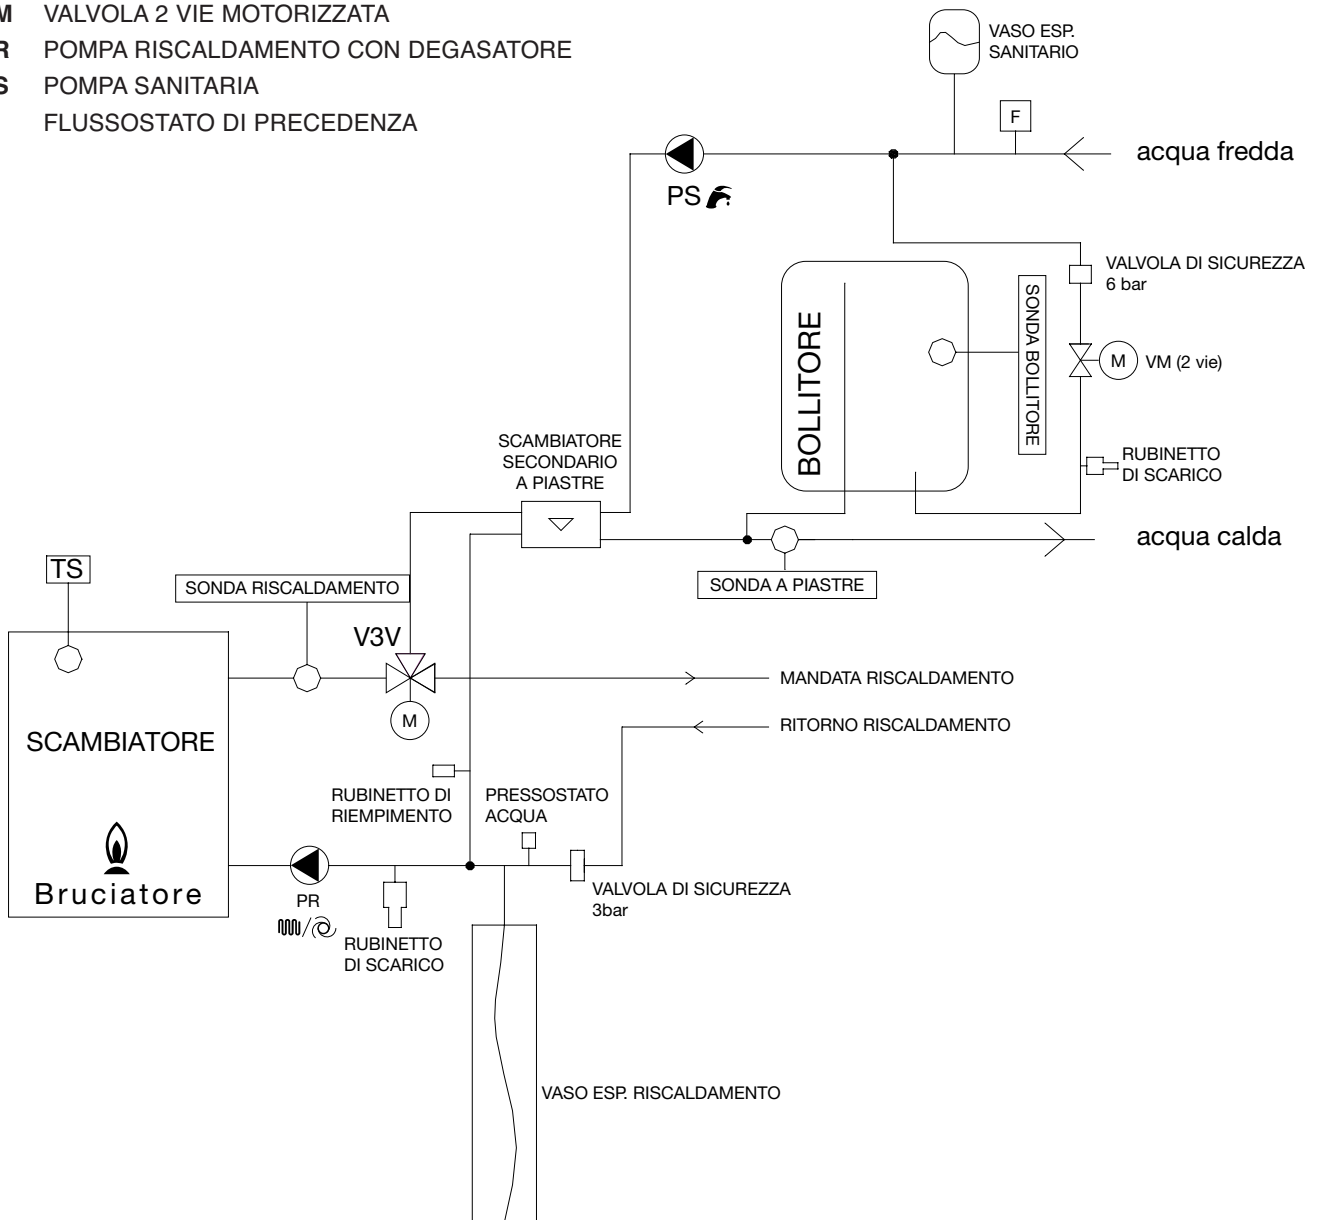 M VALVOLA 2 VIE MOTORIZZATA
R POMPA RISCALDAMENTO CON DEGASATORE
S POMPA SANITARIA
FLUSSOSTATO DI PRECEDENZA
VASO ESP.
SANITARIO
F
acqua fredda
PS
VALVOLA DI SICUREZZA
6 bar
SONDA BOLLITORE
BOLLITORE
M
VM (2 vie)
SCAMBIATORE
SECONDARIO
A PIASTRE
RUBINETTO
DI SCARICO
acqua calda
TS
SONDA RISCALDAMENTO
SONDA A PIASTRE
V3V
MANDATA RISCALDAMENTO
M
RITORNO RISCALDAMENTO
SCAMBIATORE
RUBINETTO DI
RIEMPIMENTO
PRESSOSTATO
ACQUA
Bruciatore
PR
VALVOLA DI SICUREZZA
3bar
RUBINETTO
DI SCARICO
VASO ESP. RISCALDAMENTO